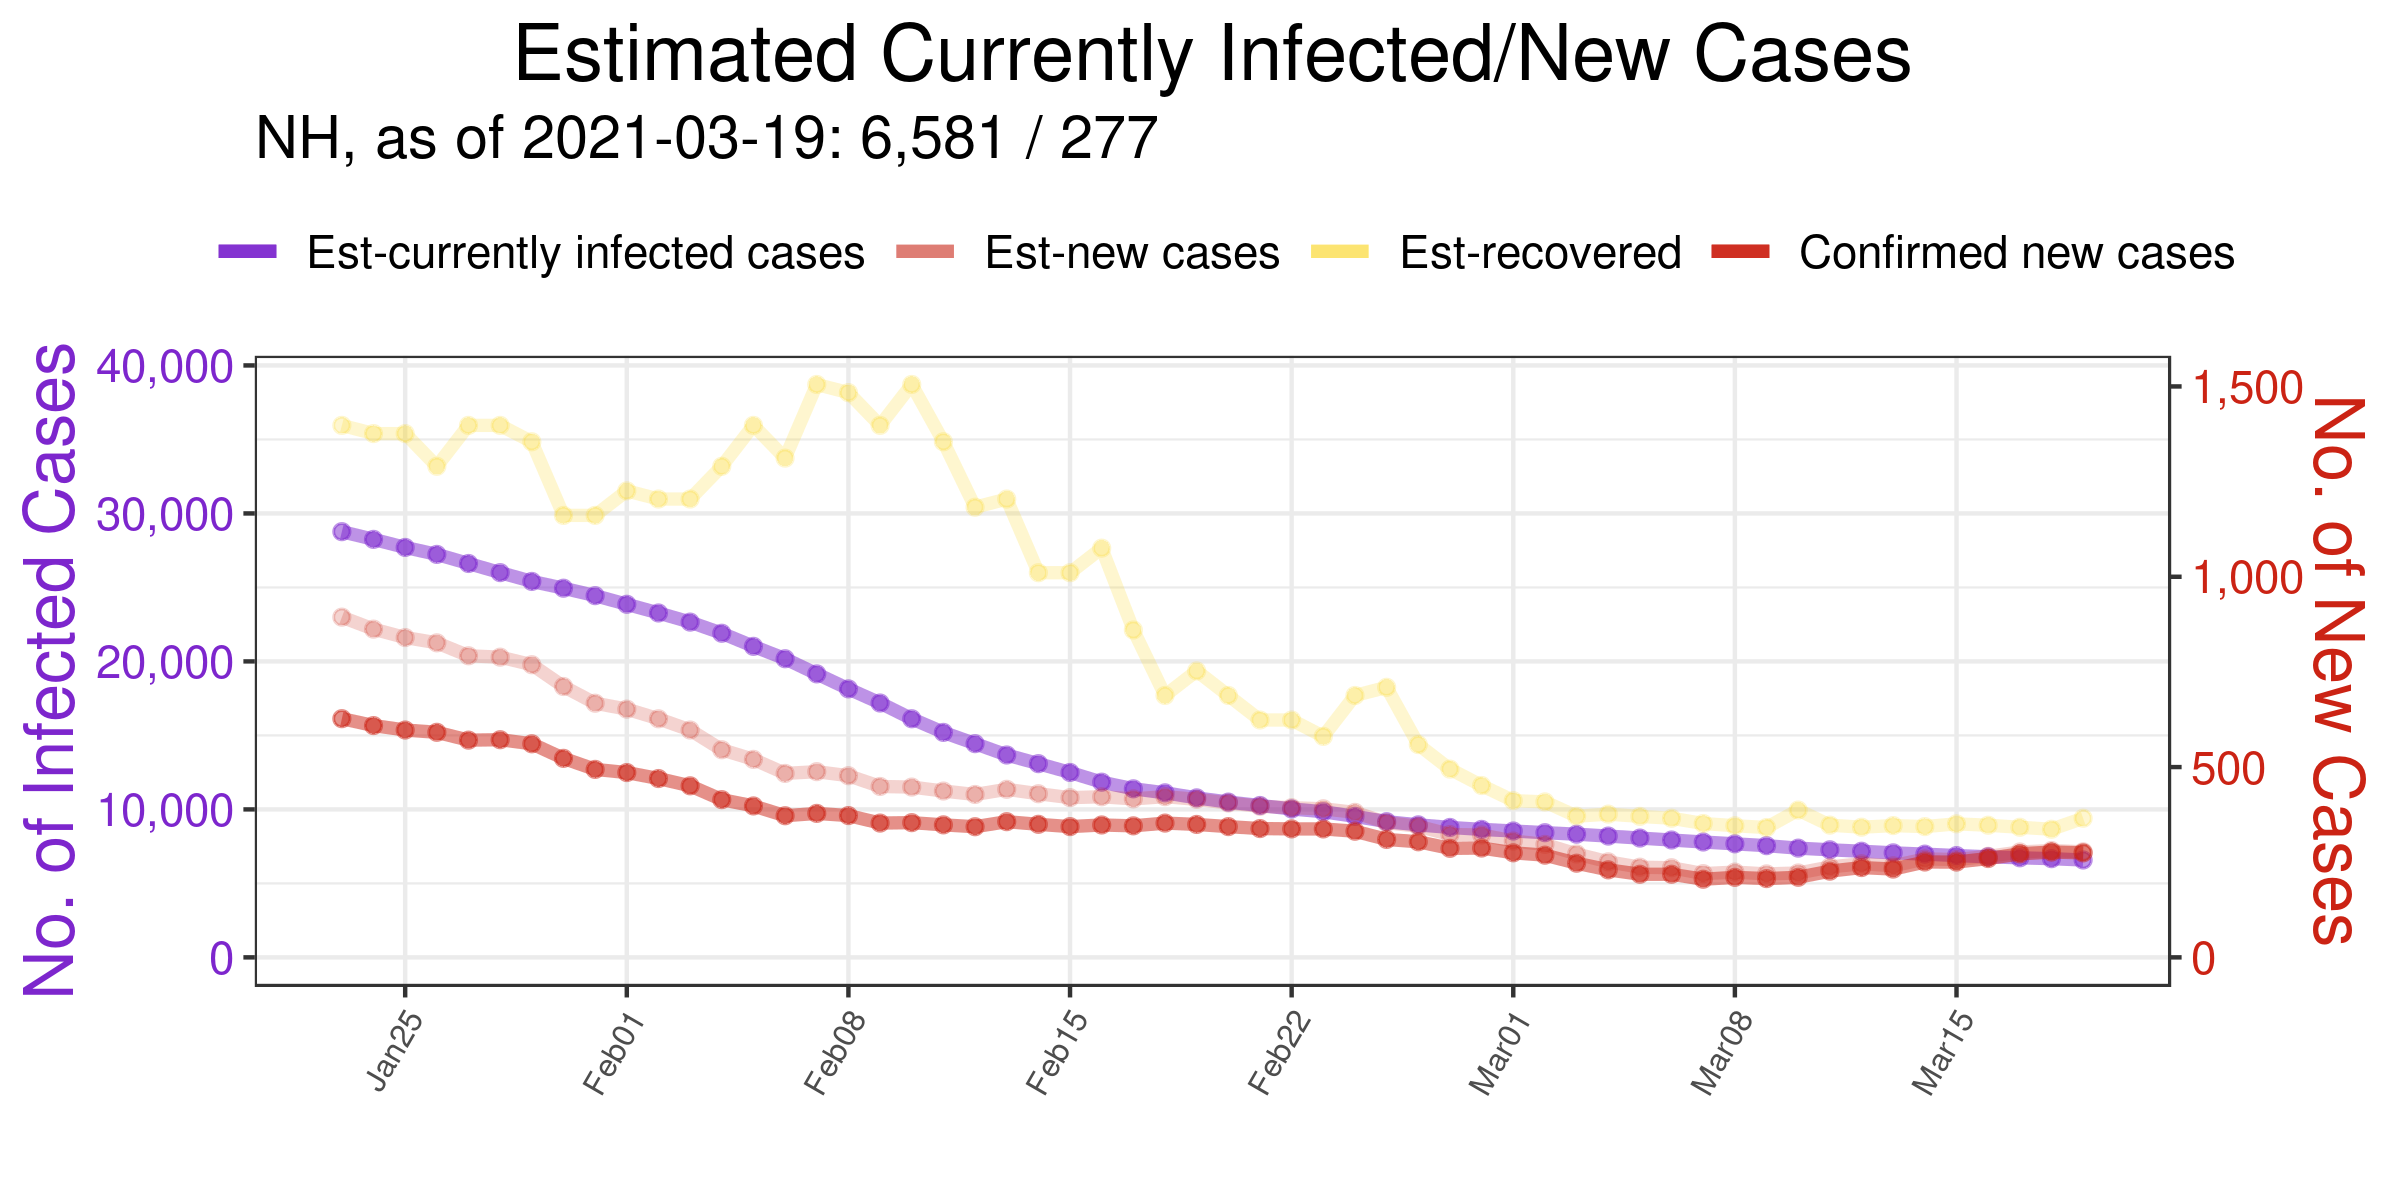 Estimated Currently Infected/New Cases
NH, as of 2021-03-19: 6,581 / 277
Est-currently infected cases
Est-new cases
Est-recovered
Confirmed new cases
No. of Infected Cases
40,000
30,000
20,000
10,000
0
1,500
1,000
500
0
No. of New Cases
Jan25
Feb01
Feb08
Feb15
Feb22
Mar01
Mar08
Mar15